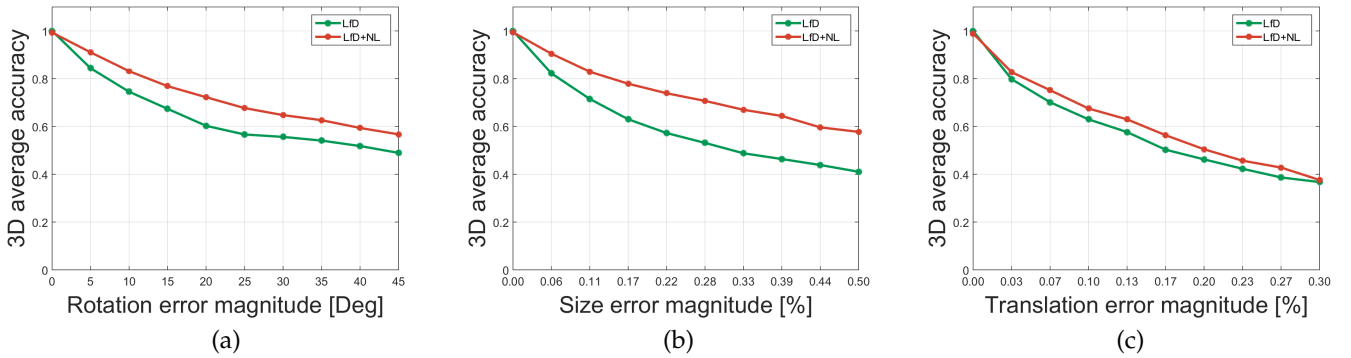 3D average accuracy
1
0.8
0.6
0.4
0.2
0
0 5 10 15 20 25 30 35 40 45
Rotation error magnitude [Deg]
LfD
LfD+NL
(a)
3D average accuracy
1
0.8
0.6
0.4
0.2
0
0.00 0.06 0.11 0.17 0.22 0.28 0.33 0.39 0.44 0.50
Size error magnitude [%]
LfD
LfD+NL
(b)
3D average accuracy
1
0.8
0.6
0.4
0.2
0
0.00 0.03 0.07 0.10 0.13 0.17 0.20 0.23 0.27 0.30
Translation error magnitude [%]
LfD
LfD+NL
(c)